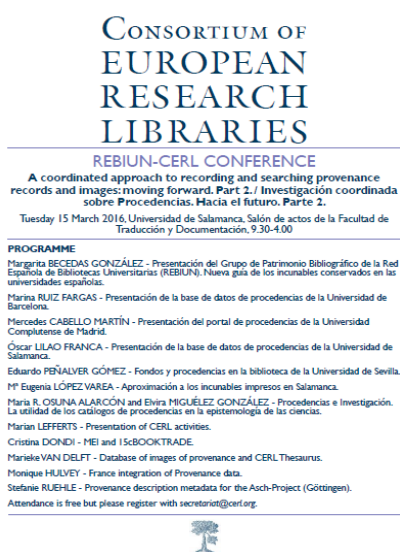 CONSORTIUM OF
EUROPEAN
RESEARCH
LIBRARIES
REBIUN-CERL CONFERENCE
A coordinated approach to recording and searching provenance
records and images: moving forward. Part 2. / Investigación coordinada
sobre Procedencias. Hacia el futuro. Parte 2.
Tuesday 15 March 2016, Universidad de Salamanca, Salón de actos de la Facultad de
Traducción y Documentación, 9.30-4.00
PROGRAMME
Margarita BECEDAS GONZÁLEZ - Presentación del Grupo de Patrimonio Bibliográfico de la Red
Española de Bibliotecas Universitarias (REBIUN). Nueva guía de los incunables conservados en las
universidades españolas.
Marina RUIZ FARGAS - Presentación de la base de datos de procedencias de la Universidad de
Barcelona.
Mercedes CABELLO MARTÍN - Presentación del portal de procedencias de la Universidad
Complutense de Madrid.
Óscar LILAO FRANCA - Presentación de la base de datos de procedencias de la Universidad de
Salamanca.
Eduardo PEÑALVER GÓMEZ - Fondos y procedencias en la biblioteca de la Universidad de Sevilla.
Mª Eugenia LÓPEZ VAREA - Aproximación a los incunables impresos en Salamanca.
Maria R. OSUNA ALARCÓN and Elvira MIGUÉLEZ GONZÁLEZ - Procedencias e Investigación.
La utilidad de los catálogos de procedencias en la epistemología de las ciencias.
Marian LEFFERTS - Presentation of CERL activities.
Cristina DONDI - MEI and 15cBOOKTRADE.
Marieke VAN DELFT - Database of images of provenance and CERL Thesaurus.
Monique HULVEY - France integration of Provenance data.
Stefanie RUEHLE - Provenance description metadata for the Asch-Project (Göttingen).
Attendance is free but please register with secretariat@cerl.org.